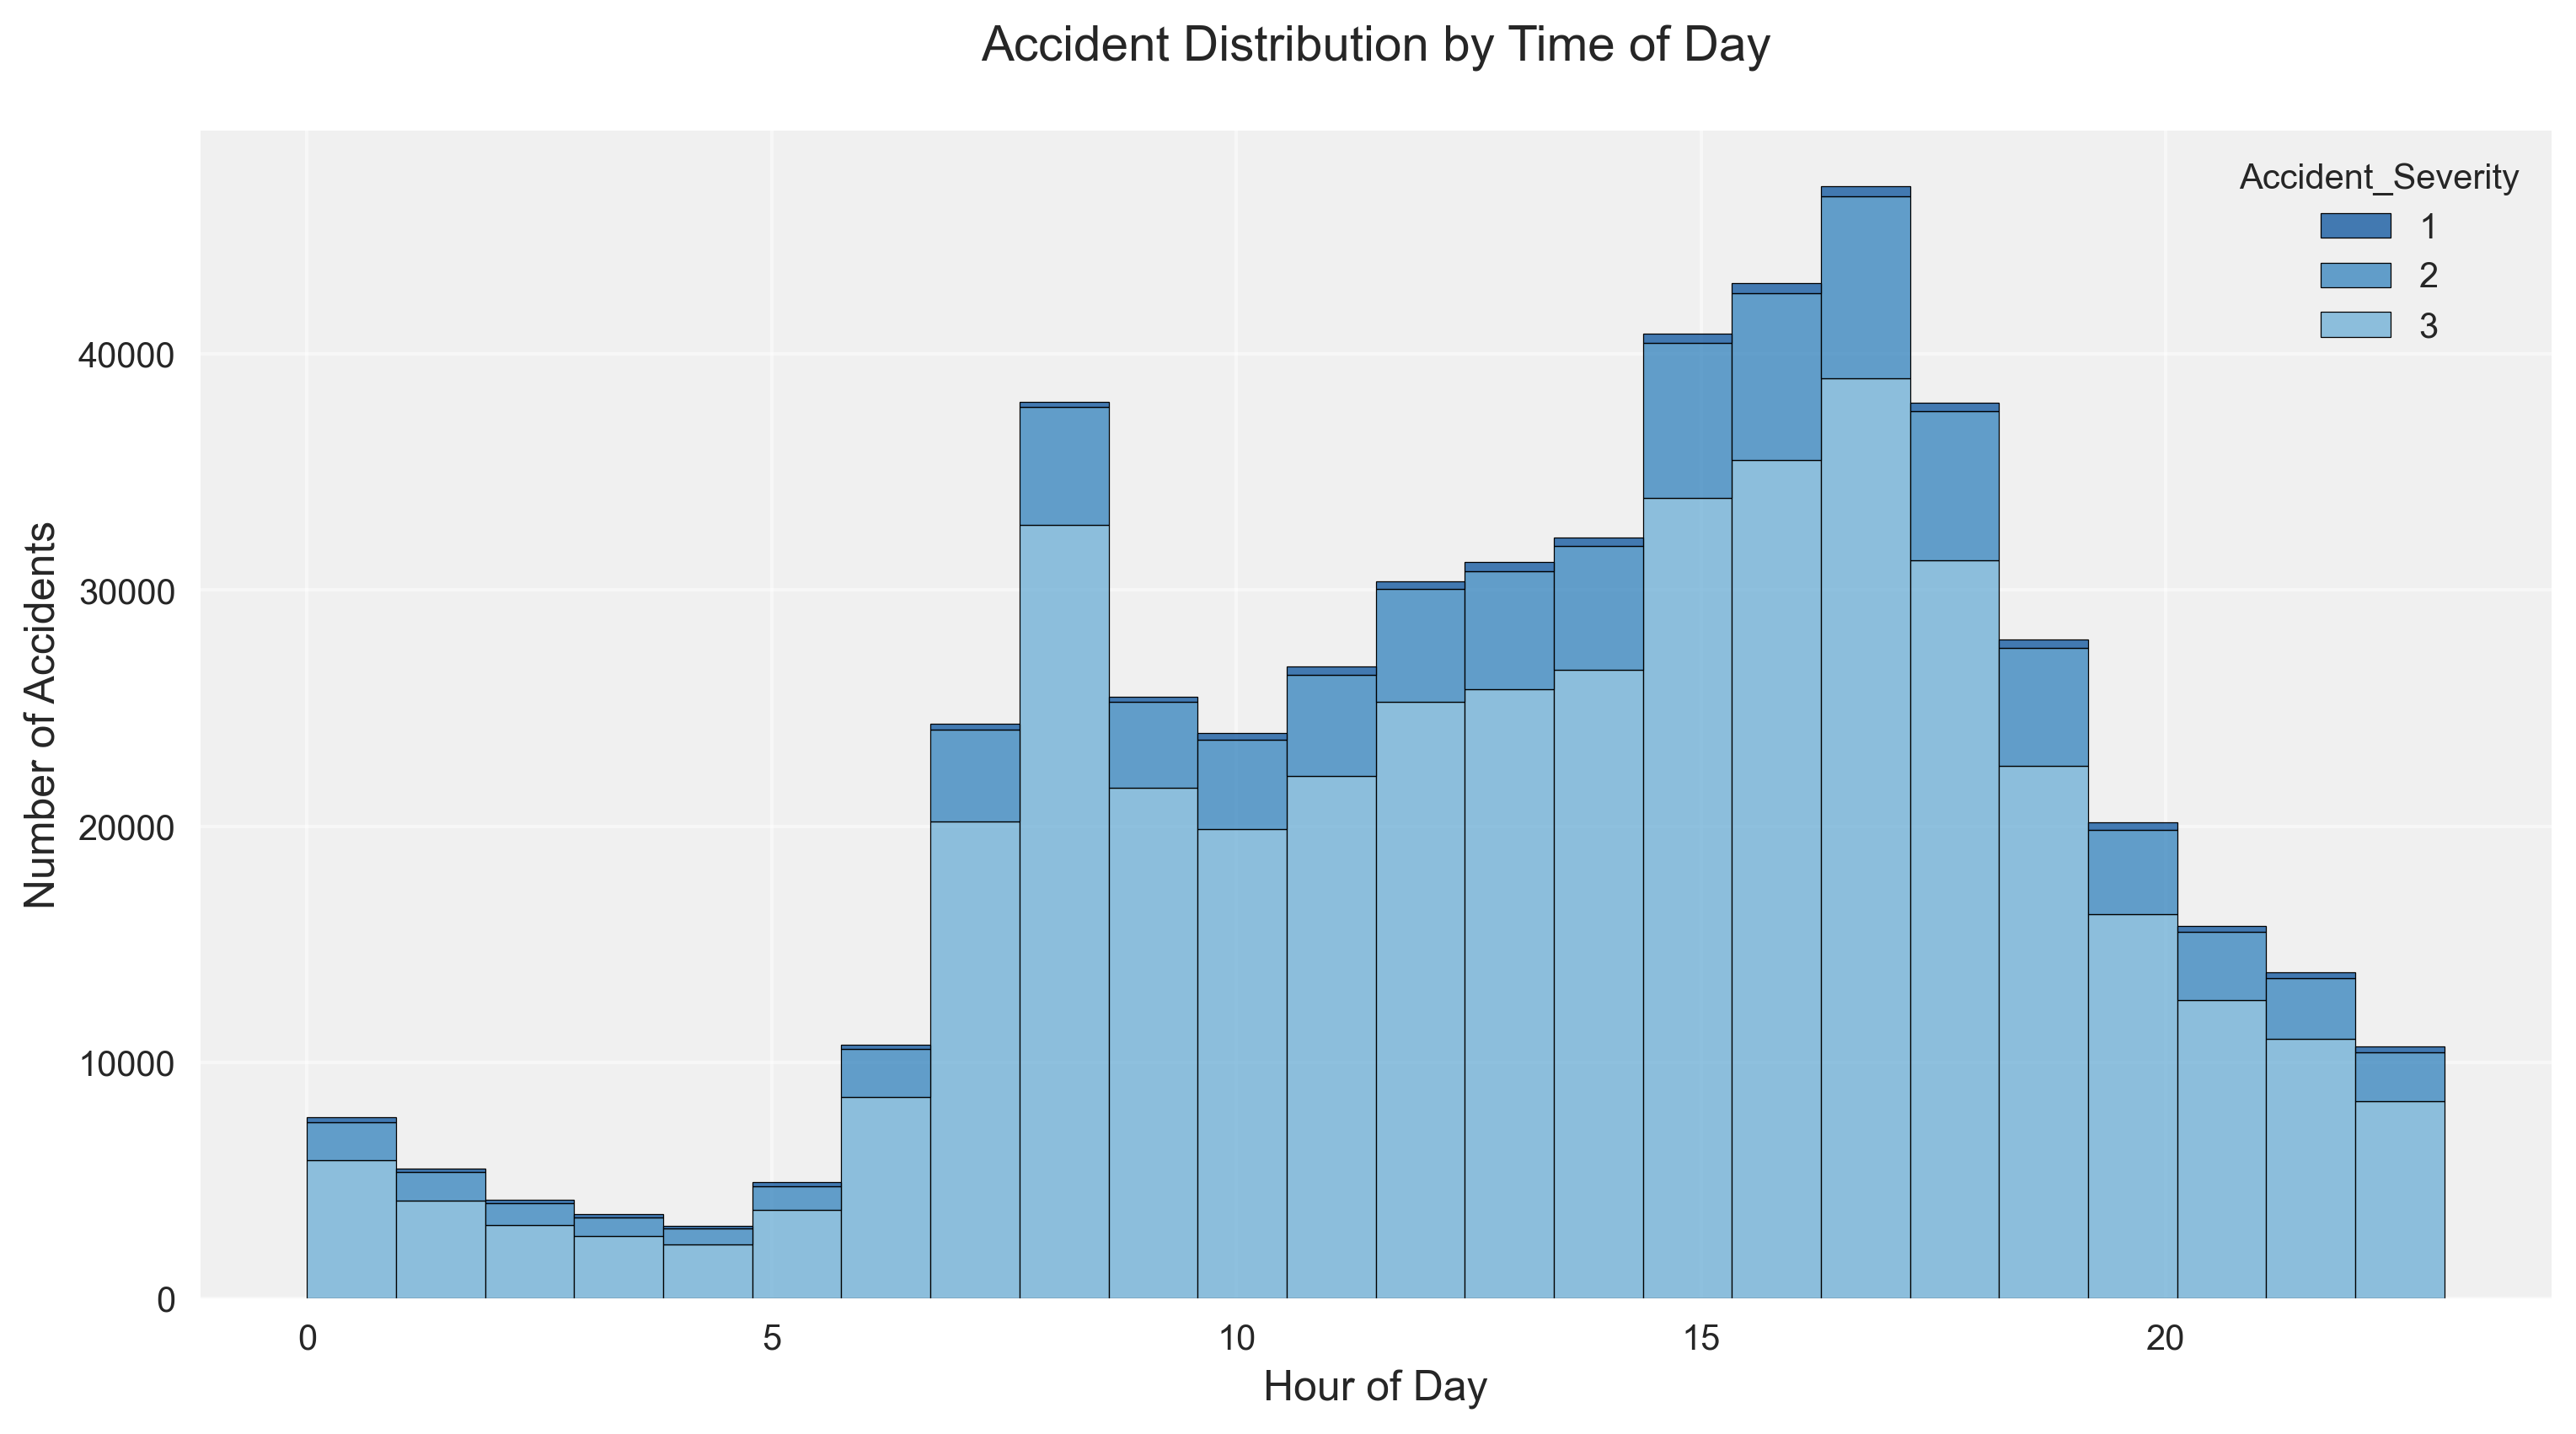 Accident Distribution by Time of Day
Accident_Severity
1
2
3
40000
30000
20000
10000
0
Number of Accidents
0 5 10 15 20
Hour of Day